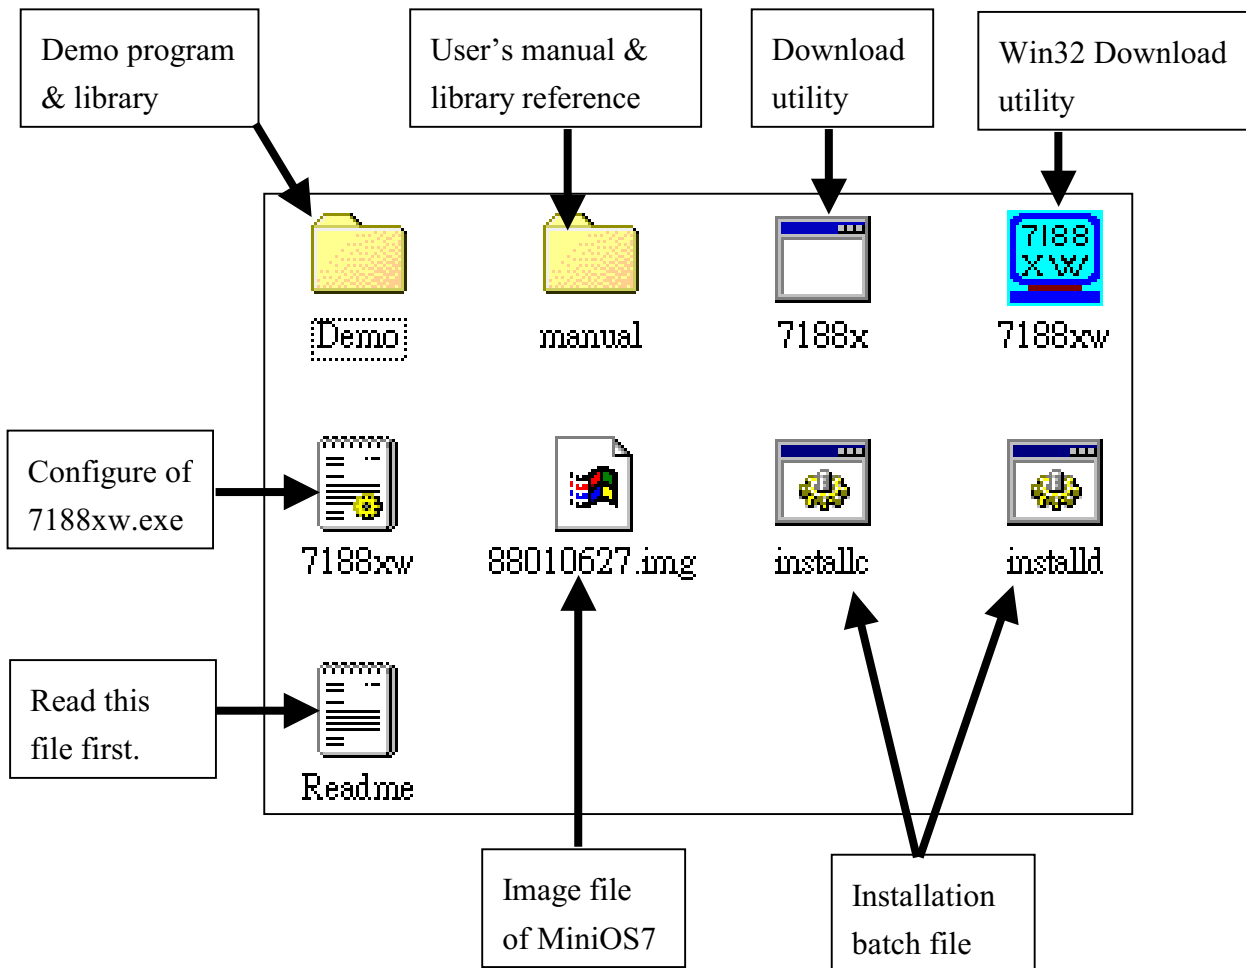 Demo program
& library
User's manual &
library reference
Download
utility
Win32 Download
utility
7188
XW
Demo
manual
7188x
7188xw
Configure of
7188xw.exe
7188xw
88010627.img
installc
installd
Read this
file first.
Readme
Image file
of MiniOS7
Installation
batch file